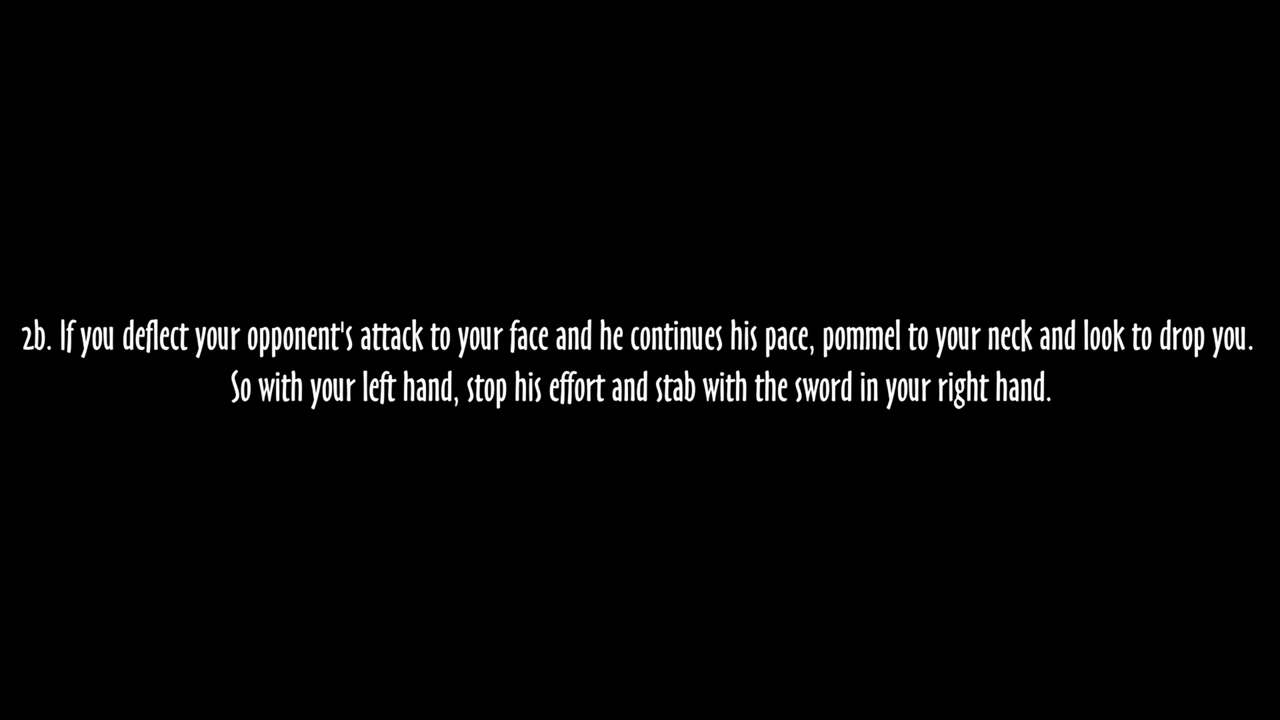 2b. If you deflect your opponent's attack to your face and he continues his pace, pommel to your neck and look to drop you.
So with your left hand, stop his effort and stab with the sword in your right hand.